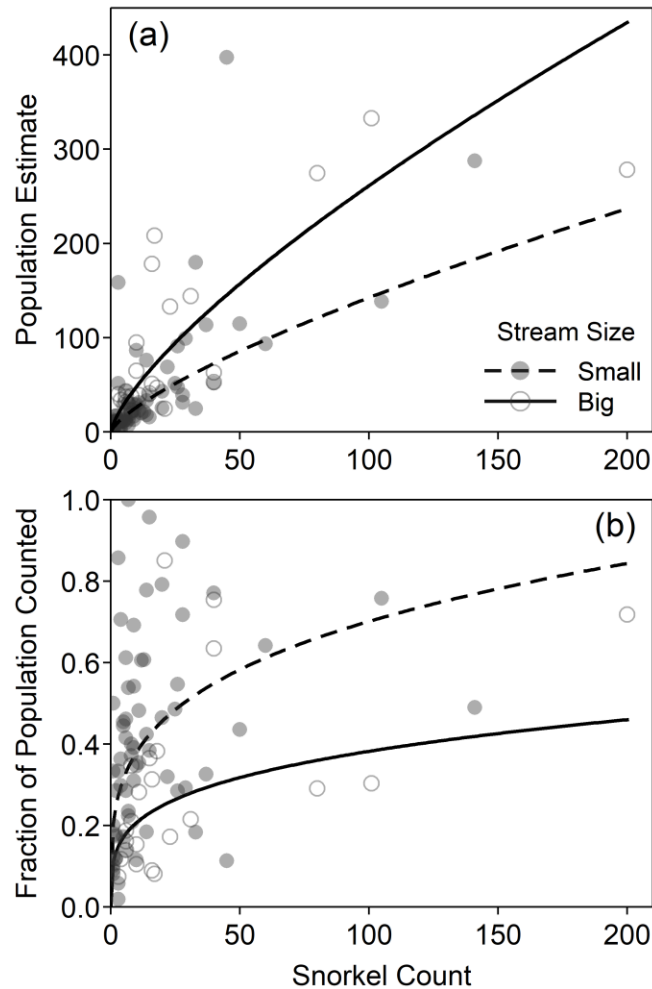 (a)
Population Estimate
400
300
200
100
0
0 50 100 150 200
Stream Size
Small
Big
(b)
Fraction of Population Counted
1.0
0.8
0.6
0.4
0.2
0.0
0 50 100 150 200
Snorkel Count